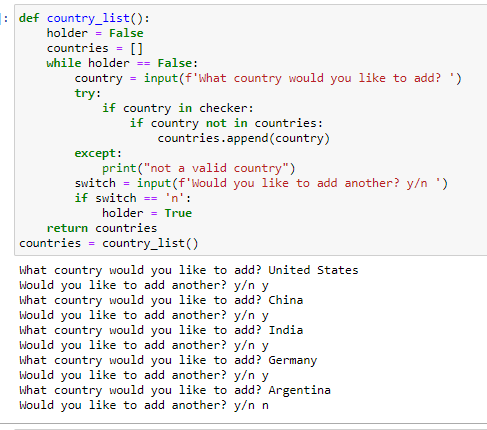 ]: def country_list():
    holder = False
    countries = []
    while holder == False:
        country = input(f'What country would you like to add? ')
        try:
            if country in checker:
                if country not in countries:
                    countries.append(country)
        except:
            print("not a valid country")
        switch = input(f'Would you like to add another? y/n ')
        if switch == 'n':
            holder = True
    return countries
countries = country_list()
What country would you like to add? United States
Would you like to add another? y/n y
What country would you like to add? China
Would you like to add another? y/n y
What country would you like to add? India
Would you like to add another? y/n y
What country would you like to add? Germany
Would you like to add another? y/n y
What country would you like to add? Argentina
Would you like to add another? y/n n